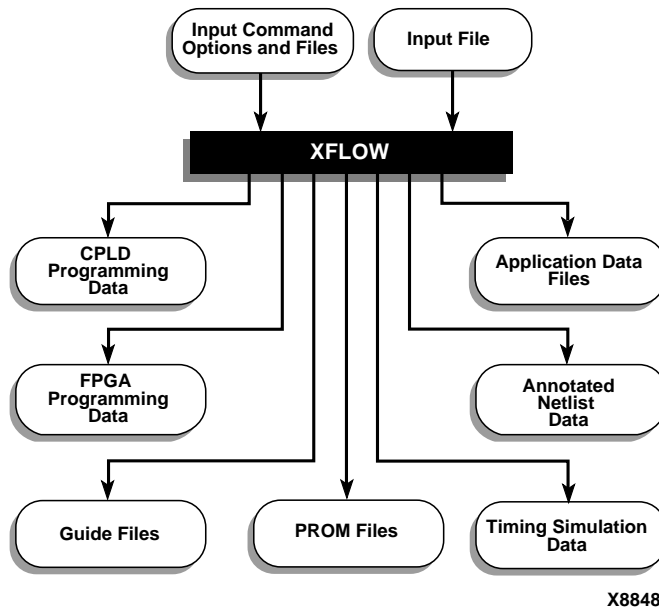 Input Command
Options and Files
Input File
XFLOW
CPLD
Programming
Data
Application Data
Files
FPGA
Programming
Data
Annotated
Netlist
Data
Guide Files
PROM Files
Timing Simulation
Data
X8848